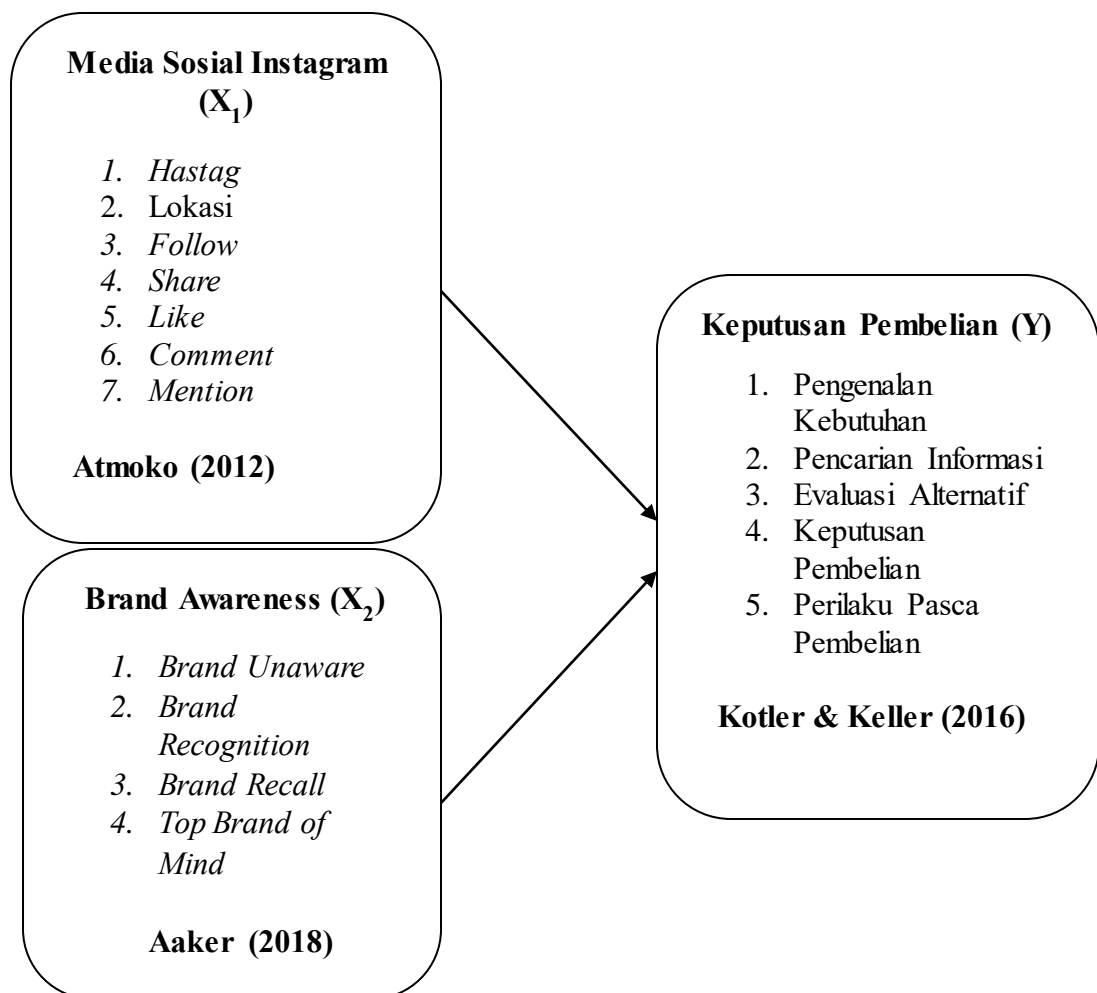 Media Sosial Instagram
(X₁)
1. Hastag
2. Lokasi
3. Follow
4. Share
5. Like
6. Comment
7. Mention
Atmoko (2012)
Brand Awareness (X₂)
1. Brand Unaware
2. Brand
Recognition
3. Brand Recall
4. Top Brand of
Mind
Aaker (2018)
Keputusan Pembelian (Y)
1. Pengenalan
Kebutuhan
2. Pencarian Informasi
3. Evaluasi Alternatif
4. Keputusan
Pembelian
5. Perilaku Pasca
Pembelian
Kotler & Keller (2016)